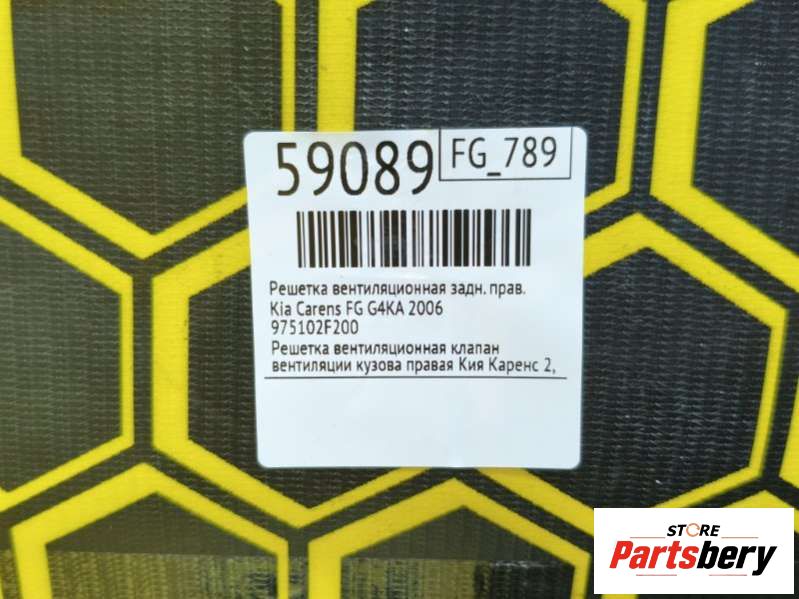 59089
FG_789
Решетка вентиляционная задн. прав.
Kia Carens FG G4KA 2006
975102F200
Решетка вентиляционная клапан
вентиляции кузова правая Кия Каренс 2,
STORE
Partsbery